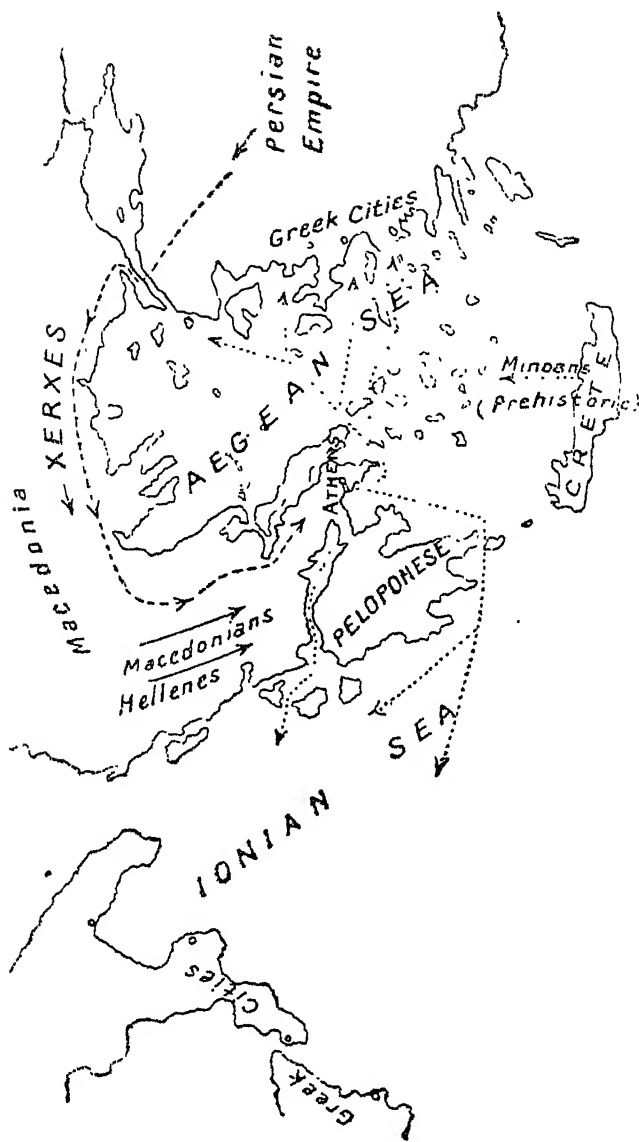 Persian
Empire
Greek Cities
XERXES
Macedonia
AEGEAN SEA
Minoans
(Prehistoric)
CRETE
ATHENS
PELOPONESE
Macedonians
Hellenes
IONIAN SEA
Greek Cities